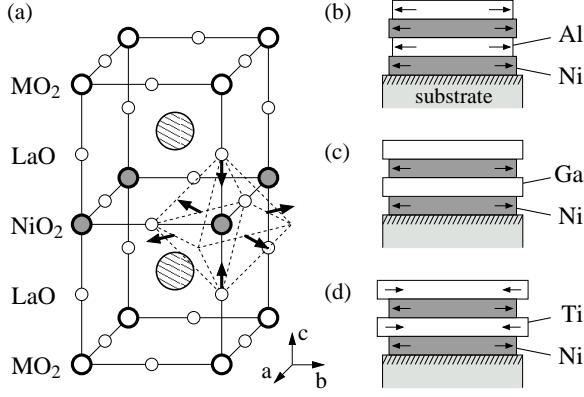 (a)
MO₂
LaO
NiO₂
LaO
MO₂
c
a
b
(b)
Al
Ni
substrate
(c)
Ga
Ni
(d)
Ti
Ni